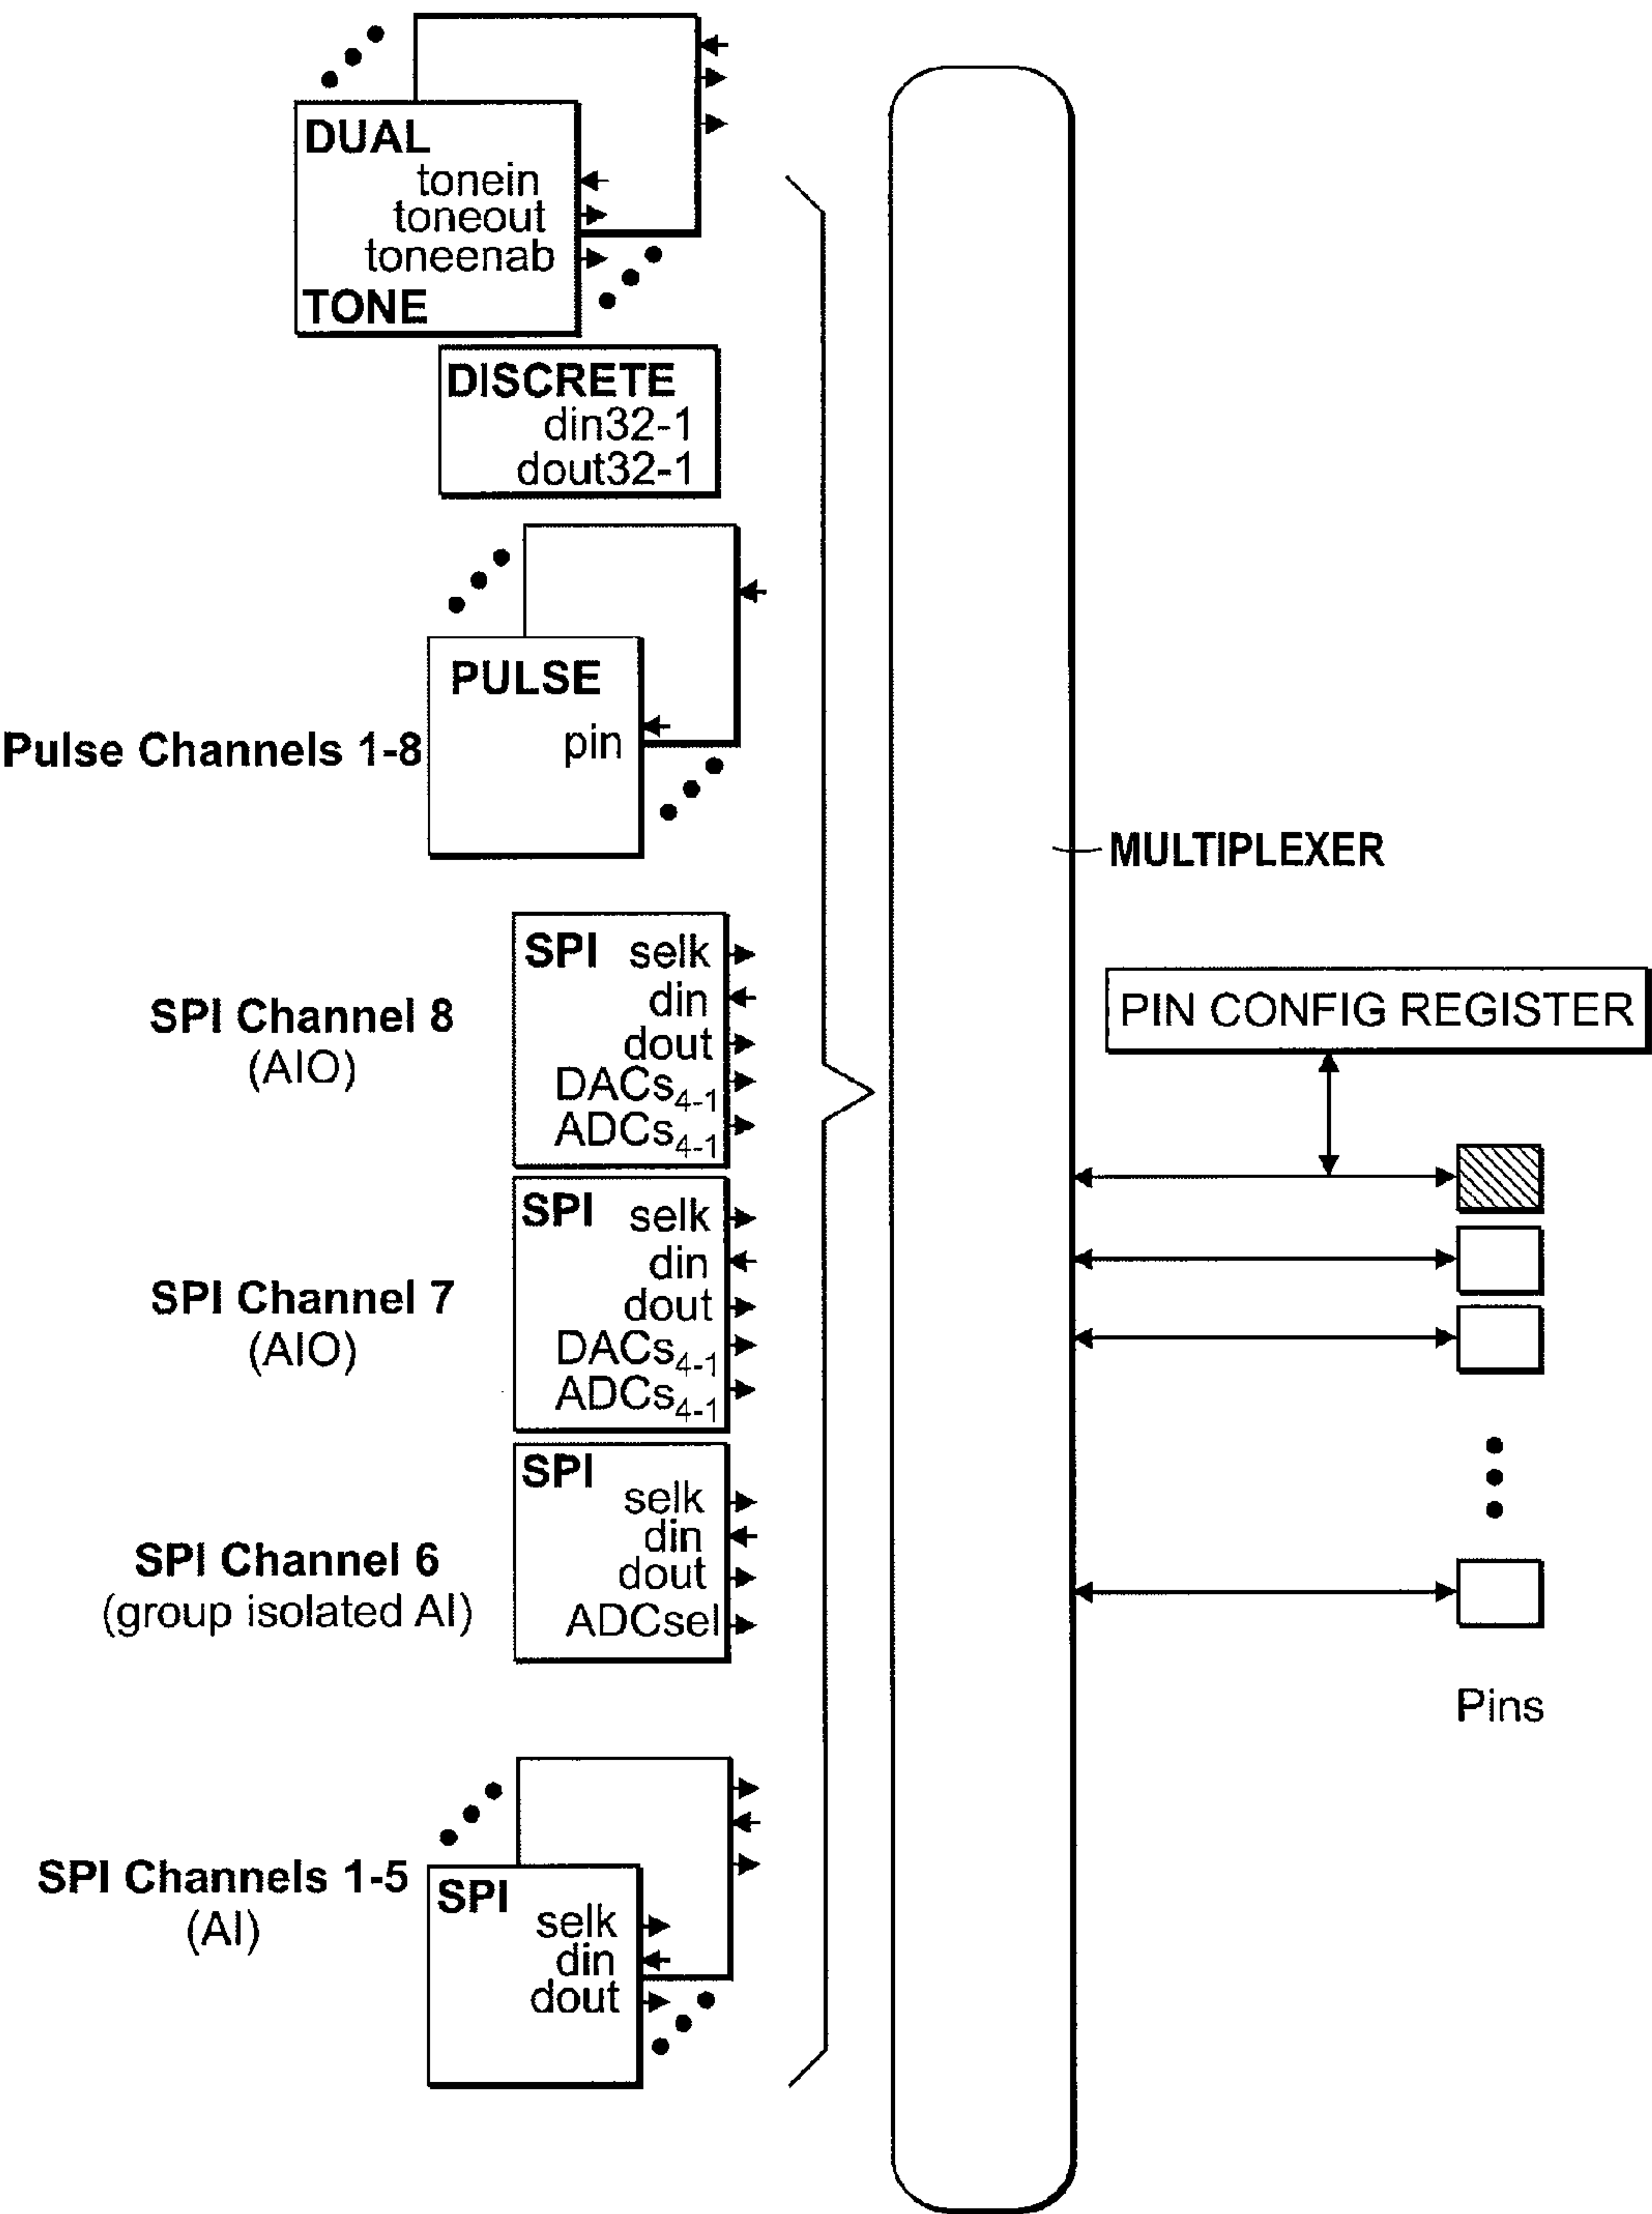 DUAL
tonein
toneout
toneenab
TONE
DISCRETE
din32-1
dout32-1
PULSE
pin
Pulse Channels 1-8
MULTIPLEXER
SPI selk
din
dout
DACs4-1
ADCs4-1
SPI Channel 8
(AIO)
PIN CONFIG REGISTER
SPI selk
din
dout
DACs4-1
ADCs4-1
SPI Channel 7
(AIO)
SPI
selk
din
dout
ADCsel
SPI Channel 6
(group isolated AI)
Pins
SPI Channels 1-5
(AI)
SPI
selk
din
dout